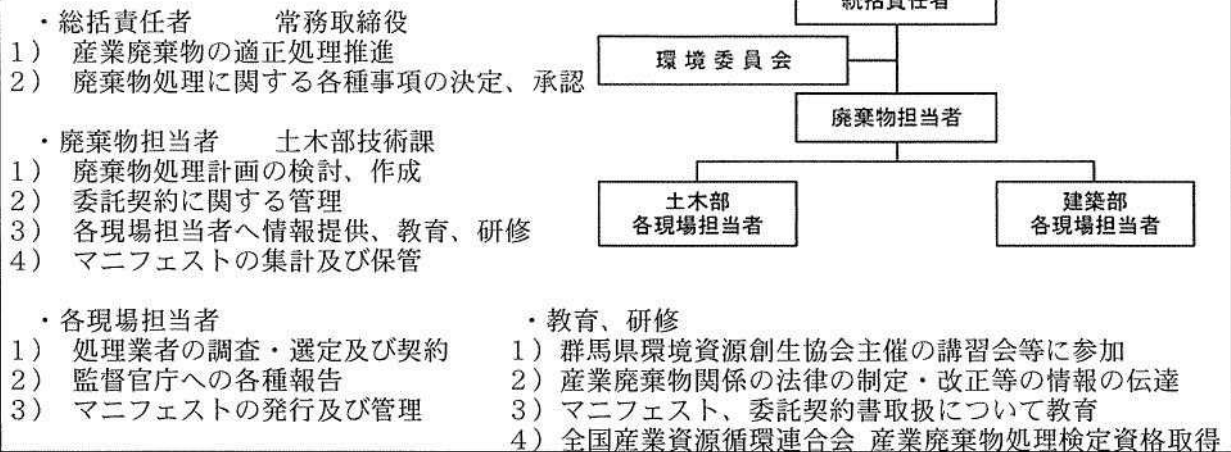 ・総括責任者　　常務取締役
1）　産業廃棄物の適正処理推進
2）　廃棄物処理に関する各種事項の決定、承認
・廃棄物担当者　　土木部技術課
1）　廃棄物処理計画の検討、作成
2）　委託契約に関する管理
3）　各現場担当者へ情報提供、教育、研修
4）　マニフェストの集計及び保管
統括責任者
環境委員会
廃棄物担当者
土木部
各現場担当者
建築部
各現場担当者
・各現場担当者
1）　処理業者の調査・選定及び契約
2）　監督官庁への各種報告
3）　マニフェストの発行及び管理
・教育、研修
1）群馬県環境資源創生協会主催の講習会等に参加
2）産業廃棄物関係の法律の制定・改正等の情報の伝達
3）マニフェスト、委託契約書取扱について教育
4）全国産業資源循環連合会 産業廃棄物処理検定資格取得